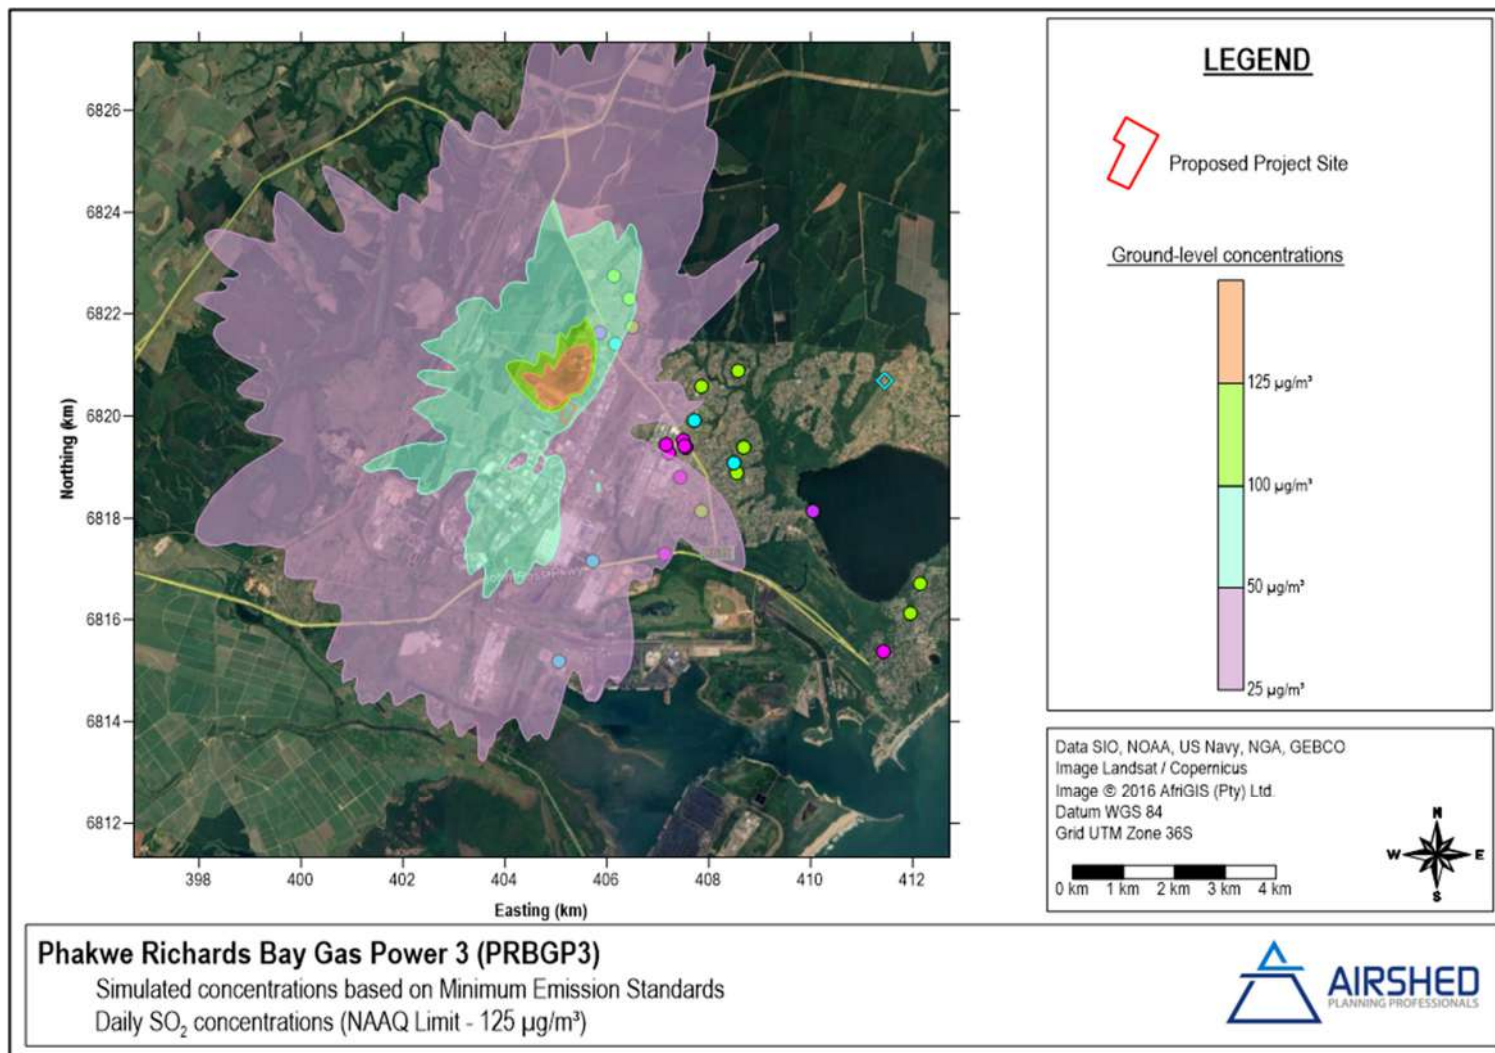 6826
6824
6822
6820
6818
6816
6814
6812
Northing (km)
398
400
402
404
406
408
410
412
Easting (km)
LEGEND
Proposed Project Site
Ground-level concentrations
125 µg/m³
100 µg/m³
50 µg/m³
25 µg/m³
Data SIO, NOAA, US Navy, NGA, GEBCO
Image Landsat / Copernicus
Image © 2016 AfriGIS (Pty) Ltd.
Datum WGS 84
Grid UTM Zone 36S
N
W E
S
0 km 1 km 2 km 3 km 4 km
Phakwe Richards Bay Gas Power 3 (PRBGP3)
Simulated concentrations based on Minimum Emission Standards
Daily SO₂ concentrations (NAAQ Limit - 125 µg/m³)
AIRSHED
PLANNING PROFESSIONALS